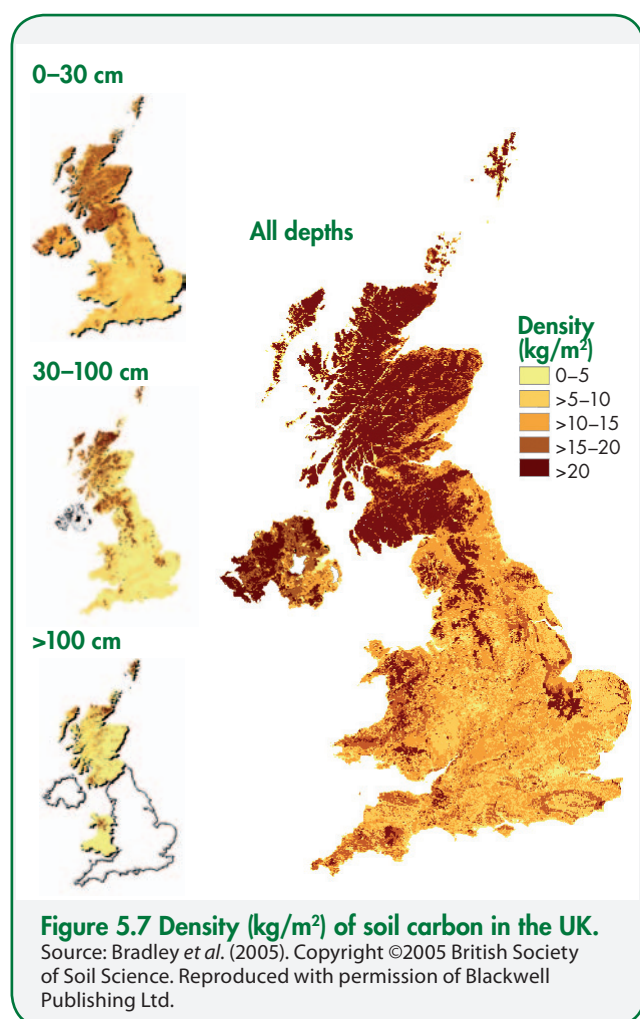 0–30 cm
All depths
30–100 cm
Density
(kg/m²)
0–5
>5–10
>10–15
>15–20
>20
>100 cm
Figure 5.7 Density (kg/m²) of soil carbon in the UK.
Source: Bradley et al. (2005). Copyright ©2005 British Society
of Soil Science. Reproduced with permission of Blackwell
Publishing Ltd.